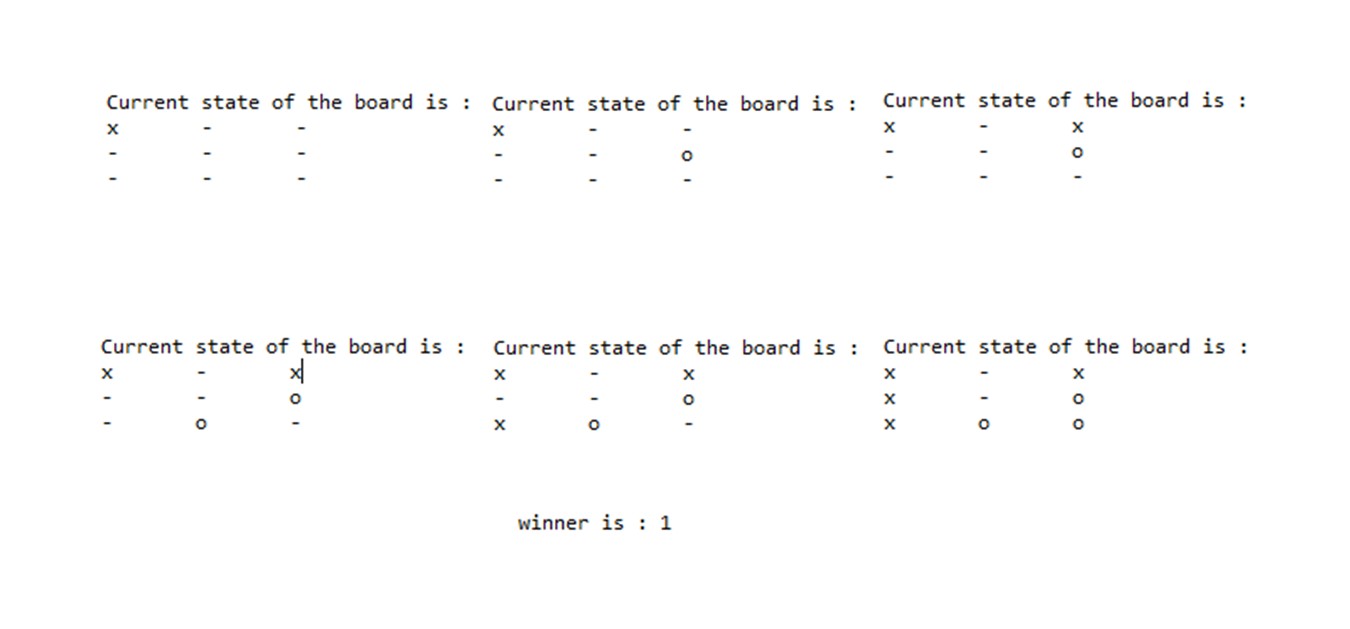 Current state of the board is :
x - -
- - -
- - -
Current state of the board is :
x - -
- - o
- - -
Current state of the board is :
x - x
- - o
- - -
Current state of the board is :
x - x
- - o
- o -
Current state of the board is :
x - x
- - o
x o -
Current state of the board is :
x - x
x - o
x o o
winner is : 1